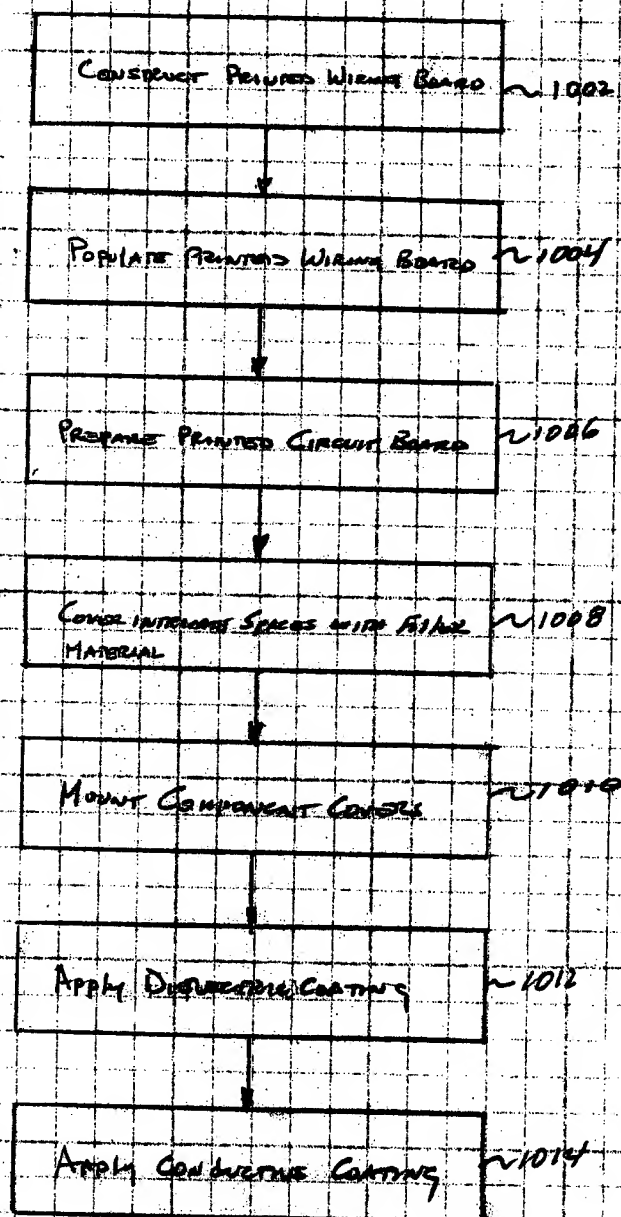 CONSTRUCT PRINTED WIRING BOARD ~1002
POPULATE PRINTED WIRING BOARD ~1004
PREPARE PRINTED CIRCUIT BOARD ~1006
COVER INTERMOST SPACES WITH FILLER ~1008
MATERIAL
MOUNT COMPONENT COVERS ~1010
APPLY DIELECTRIC COATING ~1012
APPLY CONDUCTIVE COATING ~1014